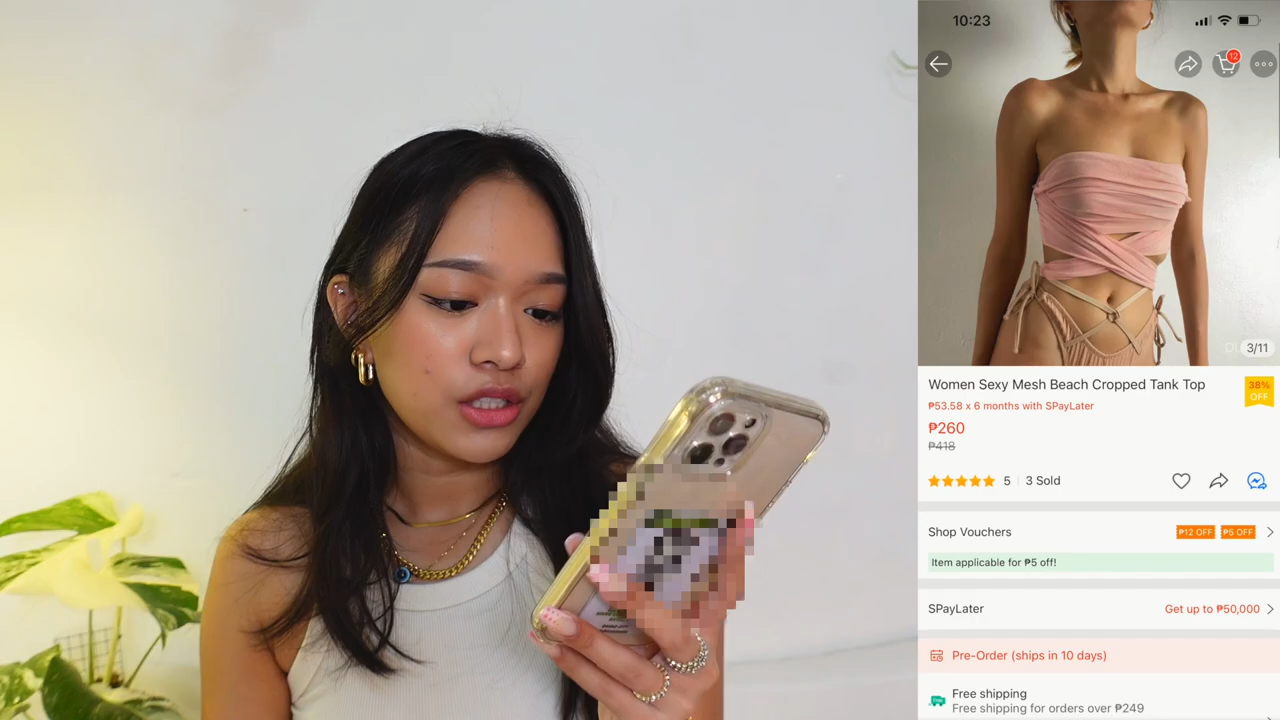 10:23
12
3/11
Women Sexy Mesh Beach Cropped Tank Top
38%
OFF
₱53.58 x 6 months with SPayLater
₱260
₱418
5 3 Sold
Shop Vouchers ₱12 OFF ₱5 OFF
Item applicable for ₱5 off!
SPayLater Get up to ₱50,000
Pre-Order (ships in 10 days)
Free shipping
Free shipping for orders over ₱249